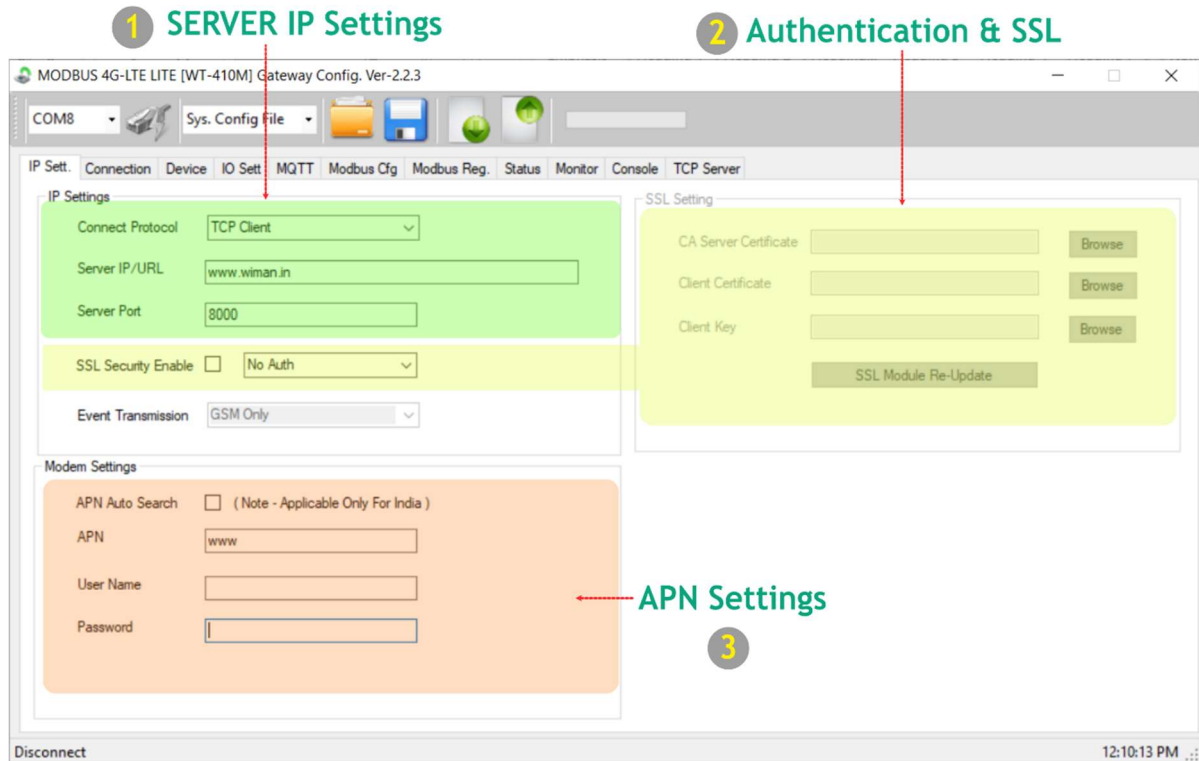 1 SERVER IP Settings
2 Authentication & SSL
MODBUS 4G-LTE LITE [WT-410M] Gateway Config. Ver-2.2.3
COM8 Sys. Config File
IP Sett. Connection Device IO Sett MQTT Modbus Cfg Modbus Reg. Status Monitor Console TCP Server
IP Settings
Connect Protocol TCP Client
Server IP/URL www.wiman.in
Server Port 8000
SSL Security Enable No Auth
Event Transmission GSM Only
SSL Setting
CA Server Certificate Browse
Client Certificate Browse
Client Key Browse
SSL Module Re-Update
Modem Settings
APN Auto Search ( Note - Applicable Only For India )
APN www
User Name
Password
APN Settings
3
Disconnect 12:10:13 PM